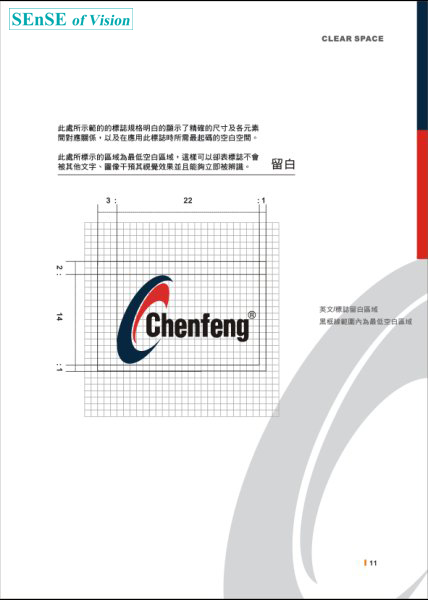 SEnSE of Vision
CLEAR SPACE
此處所示範的的標誌規格明白的顯示了精確的尺寸及各元素
間對應關係，以及在應用此標誌時所需最起碼的空白空間。
此處所標示的區域為最低空白區域，這樣可以卻表標誌不會
被其他文字、圖像干預其視覺效果並且能夠立即被辨識。
留白
3 : 22 : 1
2 : 14 : 1
Chenfeng®
英文/標誌留白區域
黑框線範圍內為最低空白區域
11